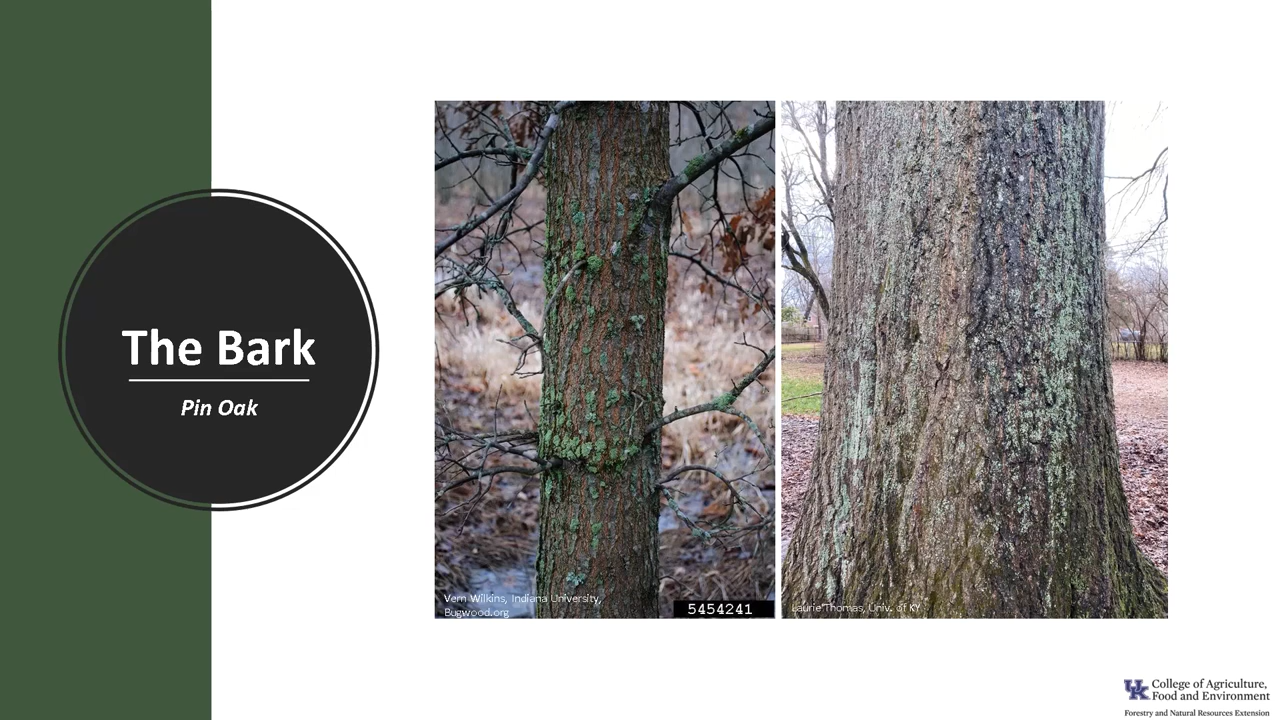 The Bark
Pin Oak
Vern Wilkins, Indiana University,
Bugwood.org
5454241
Laurie Thomas, Univ. of KY
UK
College of Agriculture,
Food and Environment
Forestry and Natural Resources Extension